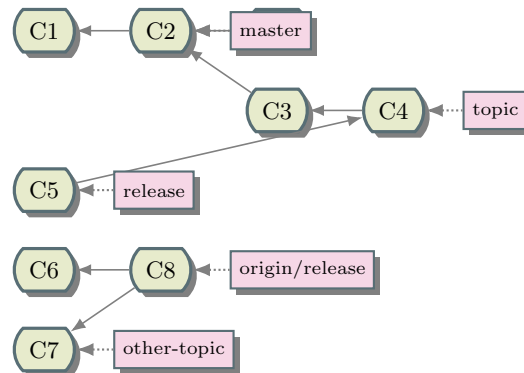 C1 C2 master
C3 C4 topic
C5 release
C6 C8 origin/release
C7 other-topic